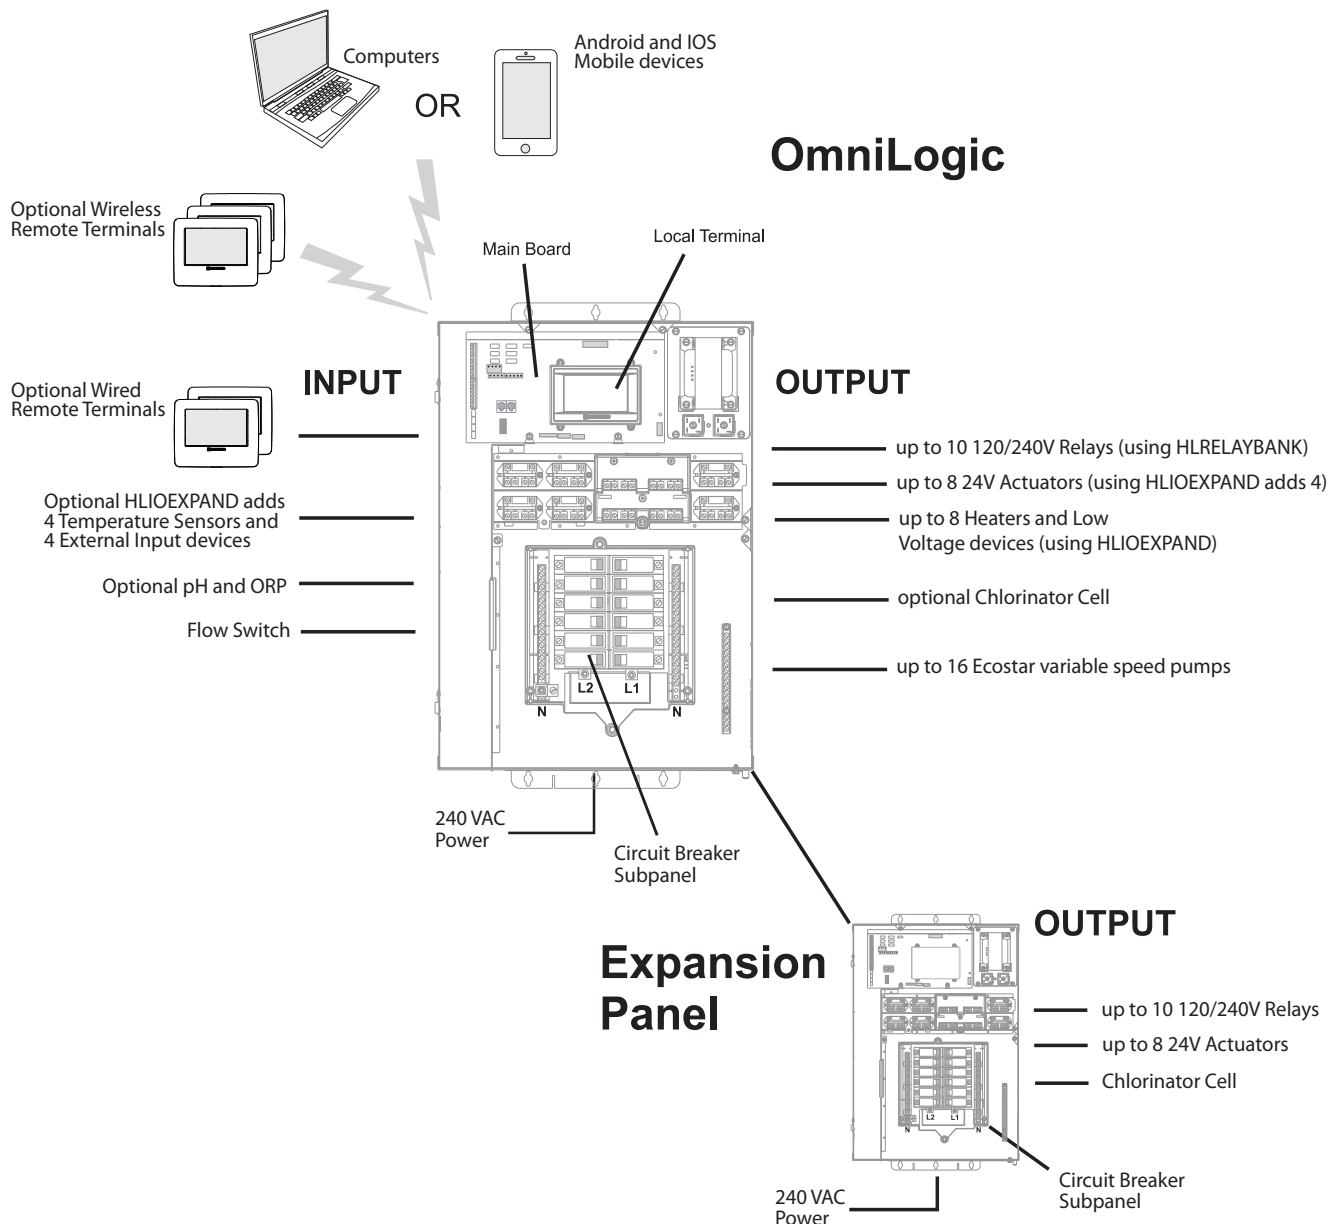 Computers
OR
Android and IOS
Mobile devices
OmniLogic
Optional Wireless
Remote Terminals
Main Board
Local Terminal
INPUT
OUTPUT
Optional Wired
Remote Terminals
Optional HLIOEXPAND adds
4 Temperature Sensors and
4 External Input devices
Optional pH and ORP
Flow Switch
up to 10 120/240V Relays (using HLRELAYBANK)
up to 8 24V Actuators (using HLIOEXPAND adds 4)
up to 8 Heaters and Low
Voltage devices (using HLIOEXPAND)
optional Chlorinator Cell
up to 16 Ecostar variable speed pumps
L2
L1
N
N
240 VAC
Power
Circuit Breaker
Subpanel
Expansion
Panel
OUTPUT
up to 10 120/240V Relays
up to 8 24V Actuators
Chlorinator Cell
L2
L1
N
N
Circuit Breaker
Subpanel
240 VAC
Power